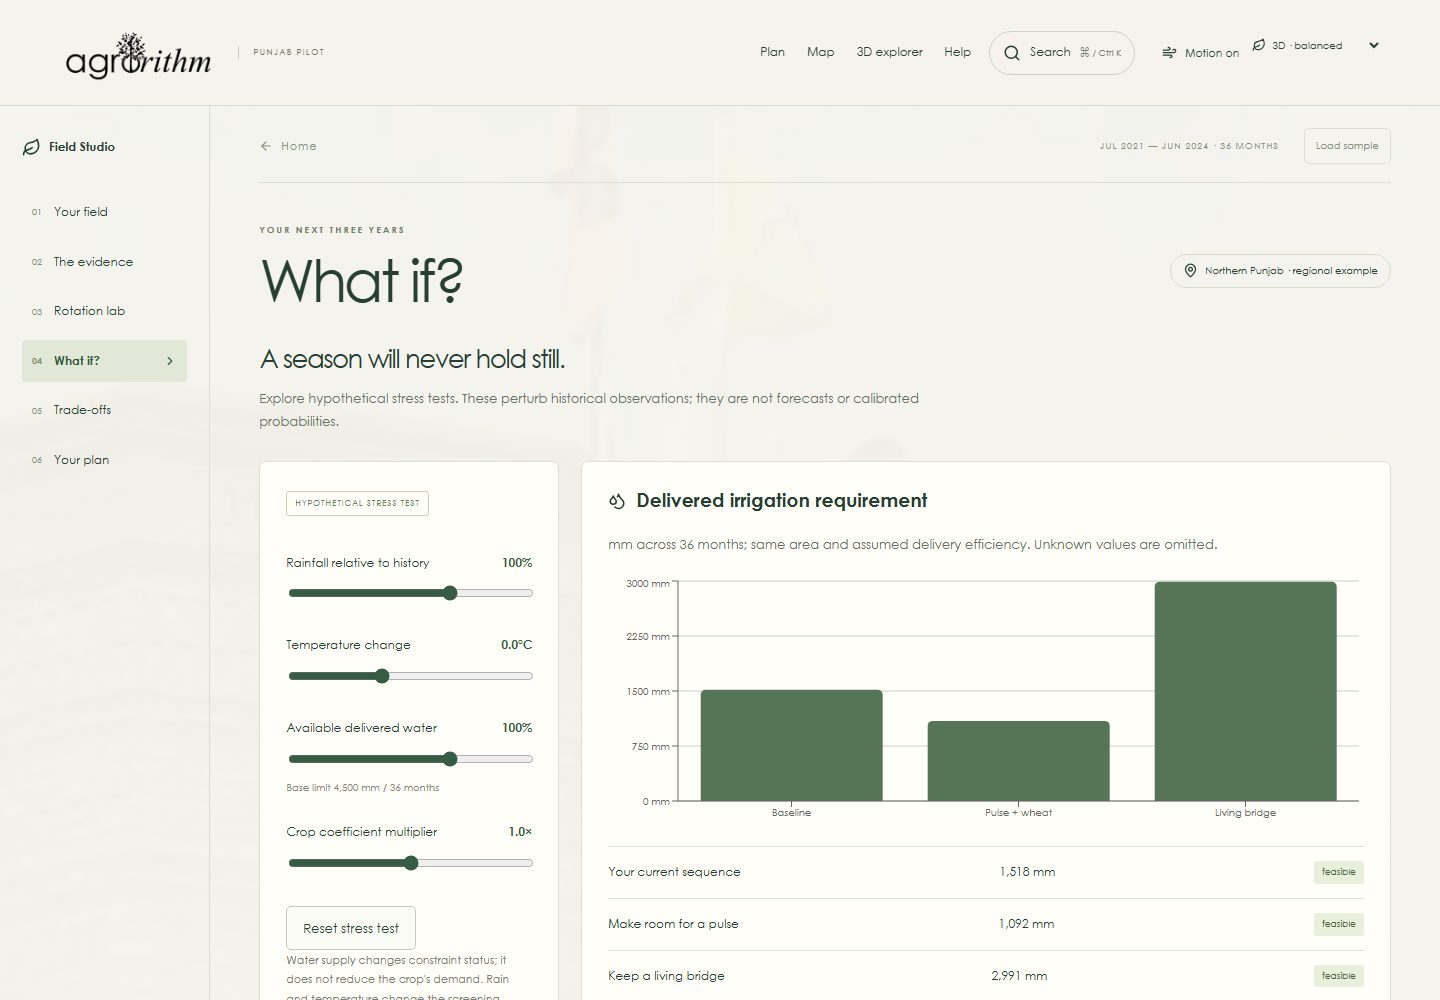 agrorithm
PUNJAB PILOT
Plan
Map
3D explorer
Help
Search ⌘ / Ctrl K
Motion on
3D · balanced
Field Studio
01 Your field
02 The evidence
03 Rotation lab
04 What if?
05 Trade-offs
06 Your plan
Home
JUL 2021 — JUN 2024 · 36 MONTHS
Load sample
YOUR NEXT THREE YEARS
What if?
Northern Punjab · regional example
A season will never hold still.
Explore hypothetical stress tests. These perturb historical observations; they are not forecasts or calibrated
probabilities.
HYPOTHETICAL STRESS TEST
Rainfall relative to history 100%
Temperature change 0.0°C
Available delivered water 100%
Base limit 4,500 mm / 36 months
Crop coefficient multiplier 1.0×
Reset stress test
Water supply changes constraint status; it
does not reduce the crop's demand. Rain
and temperature change the screening
Delivered irrigation requirement
mm across 36 months; same area and assumed delivery efficiency. Unknown values are omitted.
3000 mm
2250 mm
1500 mm
750 mm
0 mm
Baseline
Pulse + wheat
Living bridge
Your current sequence 1,518 mm feasible
Make room for a pulse 1,092 mm feasible
Keep a living bridge 2,991 mm feasible